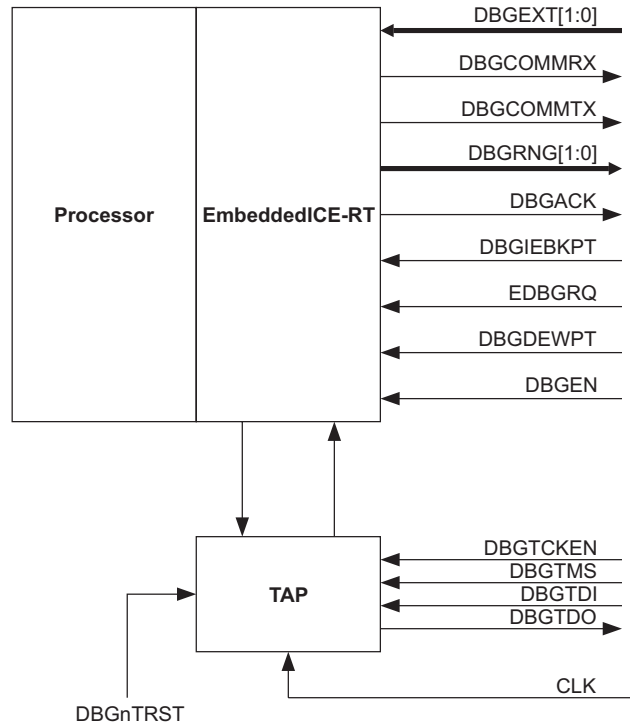 DBGEXT[1:0]
DBGCOMMRX
DBGCOMMTX
DBGRNG[1:0]
Processor
EmbeddedICE-RT
DBGACK
DBGIEBKPT
EDBGRQ
DBGDEWPT
DBGEN
DBGTCKEN
DBGTMS
TAP
DBGTDI
DBGTDO
CLK
DBGnTRST